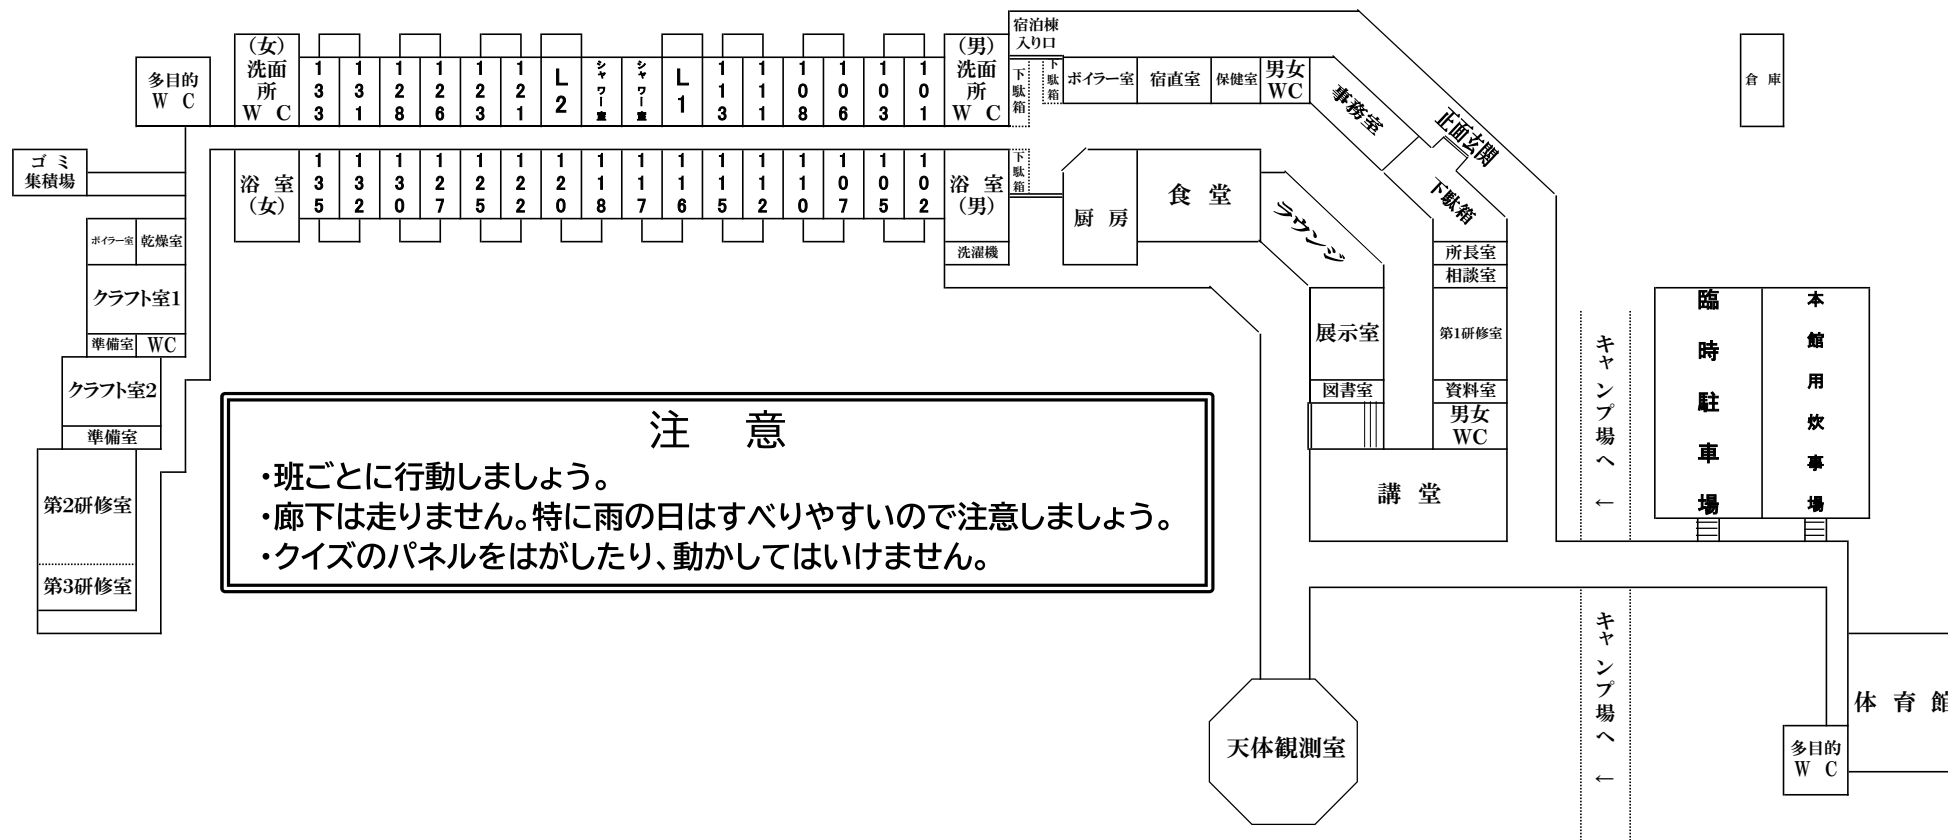 宿泊棟
入り口
(女)
洗面
所
W C
多目的
W C
133
131
128
126
123
121
L2
シャワー室
シャワー室
L1
113
111
108
106
103
101
(男)
洗面
所
W C
下駄箱
下駄箱
ボイラー室
宿直室
保健室
男女
WC
事務室
正面玄関
倉庫
ゴミ
集積場
浴室
(女)
135
132
130
127
125
122
120
118
117
116
115
112
110
107
105
102
浴室
(男)
下駄箱
厨房
食堂
ラウンジ
下駄箱
洗濯機
所長室
相談室
ボイラー室
乾燥室
クラフト室1
準備室
WC
クラフト室2
準備室
第2研修室
第3研修室
展示室
第1研修室
図書室
資料室
男女
WC
講堂
キャンプ場へ ←
臨時駐車場
本館用炊事場
注 意
・班ごとに行動しましょう。
・廊下は走りません。特に雨の日はすべりやすいので注意しましょう。
・クイズのパネルをはがしたり、動かしてはいけません。
キャンプ場へ ←
天体観測室
体育館
多目的
W C